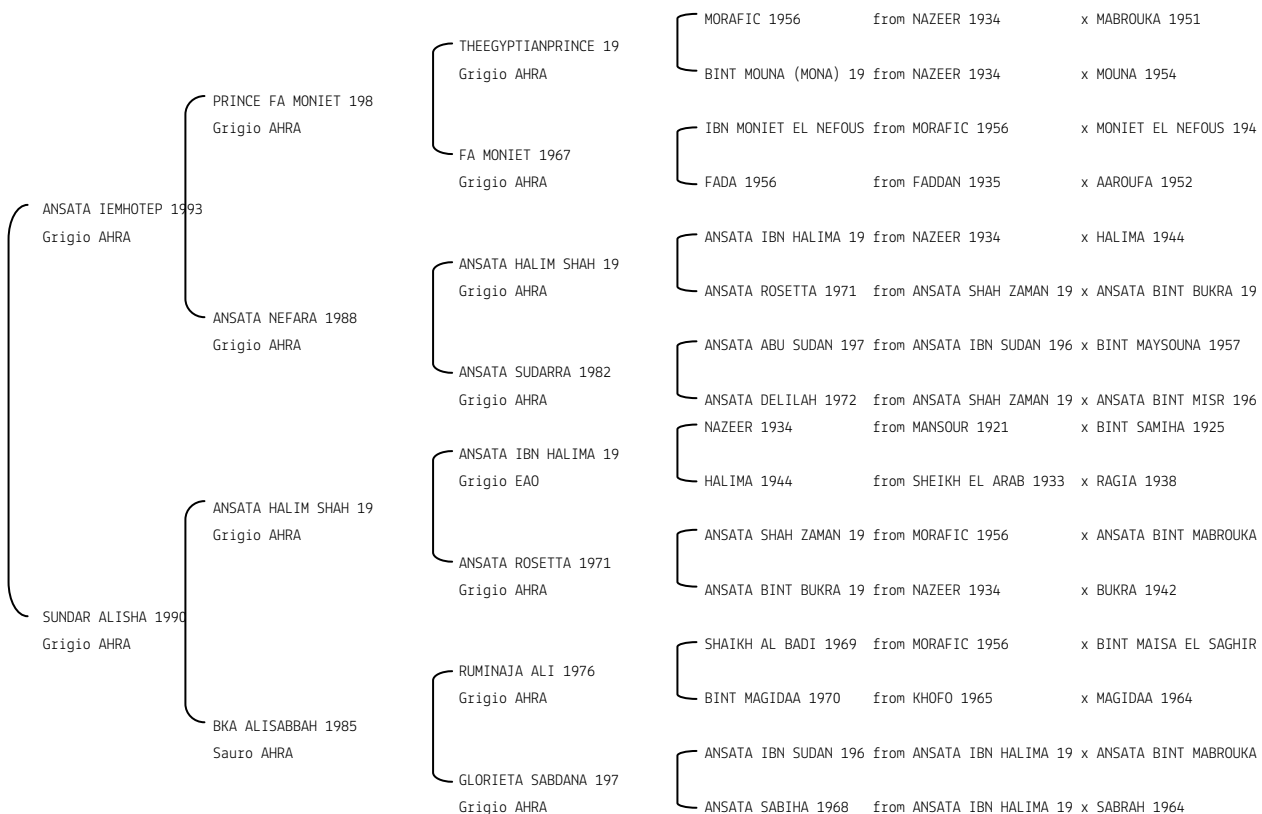 MORAFIC 1956 from NAZEER 1934 x MABROUKA 1951
THEEGYPTIANPRINCE 19
Grigio AHRA
BINT MOUNA (MONA) 19 from NAZEER 1934 x MOUNA 1954
PRINCE FA MONIET 198
Grigio AHRA
IBN MONIET EL NEFOUS from MORAFIC 1956 x MONIET EL NEFOUS 194
FA MONIET 1967
Grigio AHRA
FADA 1956 from FADDAN 1935 x AAROUFA 1952
ANSATA IEMHOTEP 1993
Grigio AHRA
ANSATA IBN HALIMA 19 from NAZEER 1934 x HALIMA 1944
ANSATA HALIM SHAH 19
Grigio AHRA
ANSATA ROSETTA 1971 from ANSATA SHAH ZAMAN 19 x ANSATA BINT BUKRA 19
ANSATA NEFARA 1988
Grigio AHRA
ANSATA ABU SUDAN 197 from ANSATA IBN SUDAN 196 x BINT MAYSOUNA 1957
ANSATA SUDARRA 1982
Grigio AHRA
ANSATA DELILAH 1972 from ANSATA SHAH ZAMAN 19 x ANSATA BINT MISR 196
NAZEER 1934 from MANSOUR 1921 x BINT SAMIHA 1925
ANSATA IBN HALIMA 19
Grigio EAO
HALIMA 1944 from SHEIKH EL ARAB 1933 x RAGIA 1938
ANSATA HALIM SHAH 19
Grigio AHRA
ANSATA SHAH ZAMAN 19 from MORAFIC 1956 x ANSATA BINT MABROUKA
ANSATA ROSETTA 1971
Grigio AHRA
ANSATA BINT BUKRA 19 from NAZEER 1934 x BUKRA 1942
SUNDAR ALISHA 1990
Grigio AHRA
SHAIKH AL BADI 1969 from MORAFIC 1956 x BINT MAISA EL SAGHIR
RUMINAJA ALI 1976
Grigio AHRA
BINT MAGIDAA 1970 from KHOFO 1965 x MAGIDAA 1964
BKA ALISABBAH 1985
Sauro AHRA
ANSATA IBN SUDAN 196 from ANSATA IBN HALIMA 19 x ANSATA BINT MABROUKA
GLORIETA SABDANA 197
Grigio AHRA
ANSATA SABIHA 1968 from ANSATA IBN HALIMA 19 x SABRAH 1964